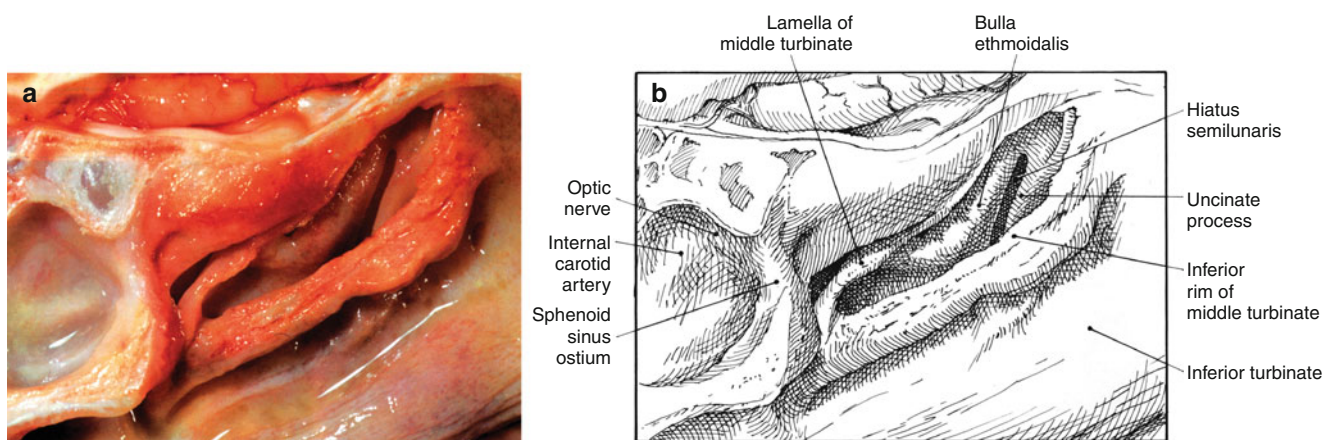 a
b
Lamella of
middle turbinate
Bulla
ethmoidalis
Hiatus
semilunaris
Uncinate
process
Inferior
rim of
middle turbinate
Inferior turbinate
Optic
nerve
Internal
carotid
artery
Sphenoid
sinus
ostium